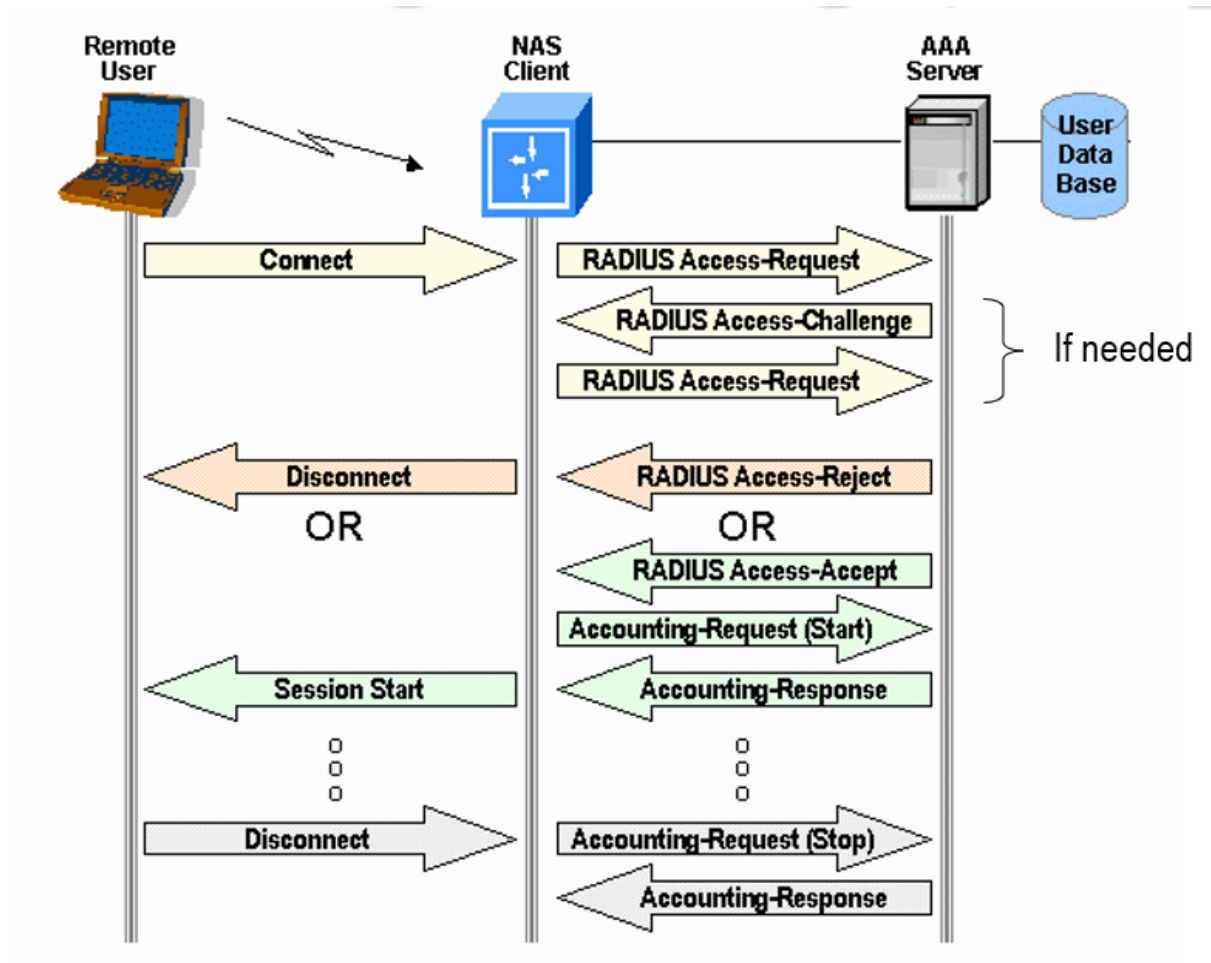 Remote
User
NAS
Client
AAA
Server
User
Data
Base
Connect
RADIUS Access-Request
RADIUS Access-Challenge
If needed
RADIUS Access-Request
Disconnect
RADIUS Access-Reject
OR
OR
RADIUS Access-Accept
Accounting-Request (Start)
Session Start
Accounting-Response
Disconnect
Accounting-Request (Stop)
Accounting-Response